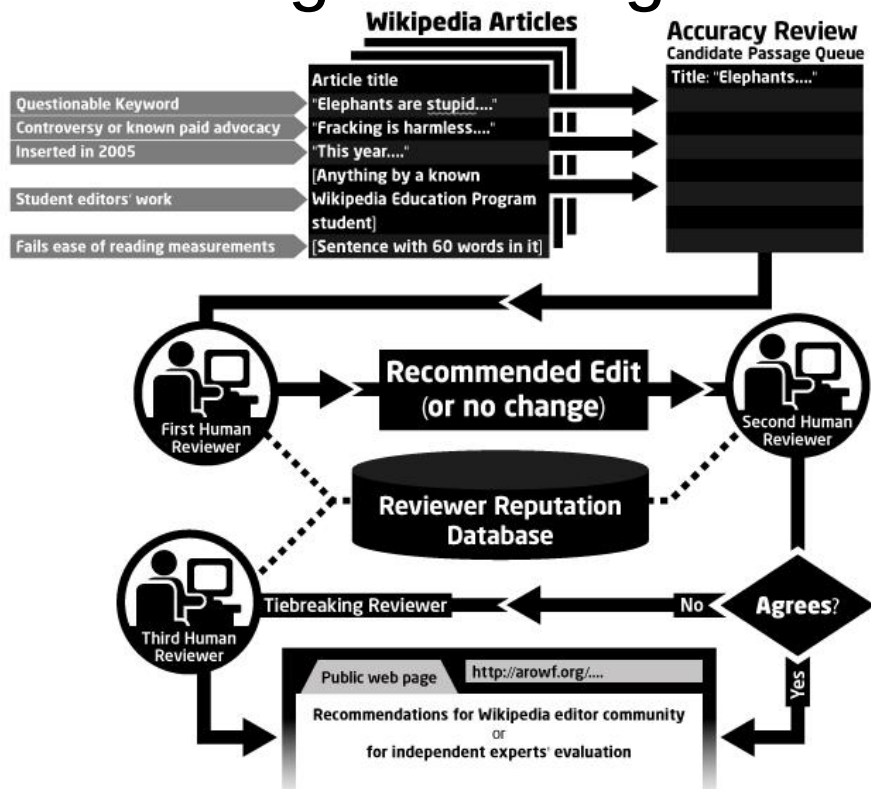 Wikipedia Articles
Accuracy Review
Candidate Passage Queue
Article title
Title: "Elephants...."
Questionable Keyword
"Elephants are stupid...."
Controversy or known paid advocacy
"Fracking is harmless...."
Inserted in 2005
"This year...."
[Anything by a known
Student editors' work
Wikipedia Education Program
student]
Fails ease of reading measurements
[Sentence with 60 words in it]
First Human
Reviewer
Recommended Edit
(or no change)
Second Human
Reviewer
Reviewer Reputation
Database
Third Human
Reviewer
Tiebreaking Reviewer
No
Agrees?
Yes
Public web page
http://arowf.org/....
Recommendations for Wikipedia editor community
or
for independent experts' evaluation